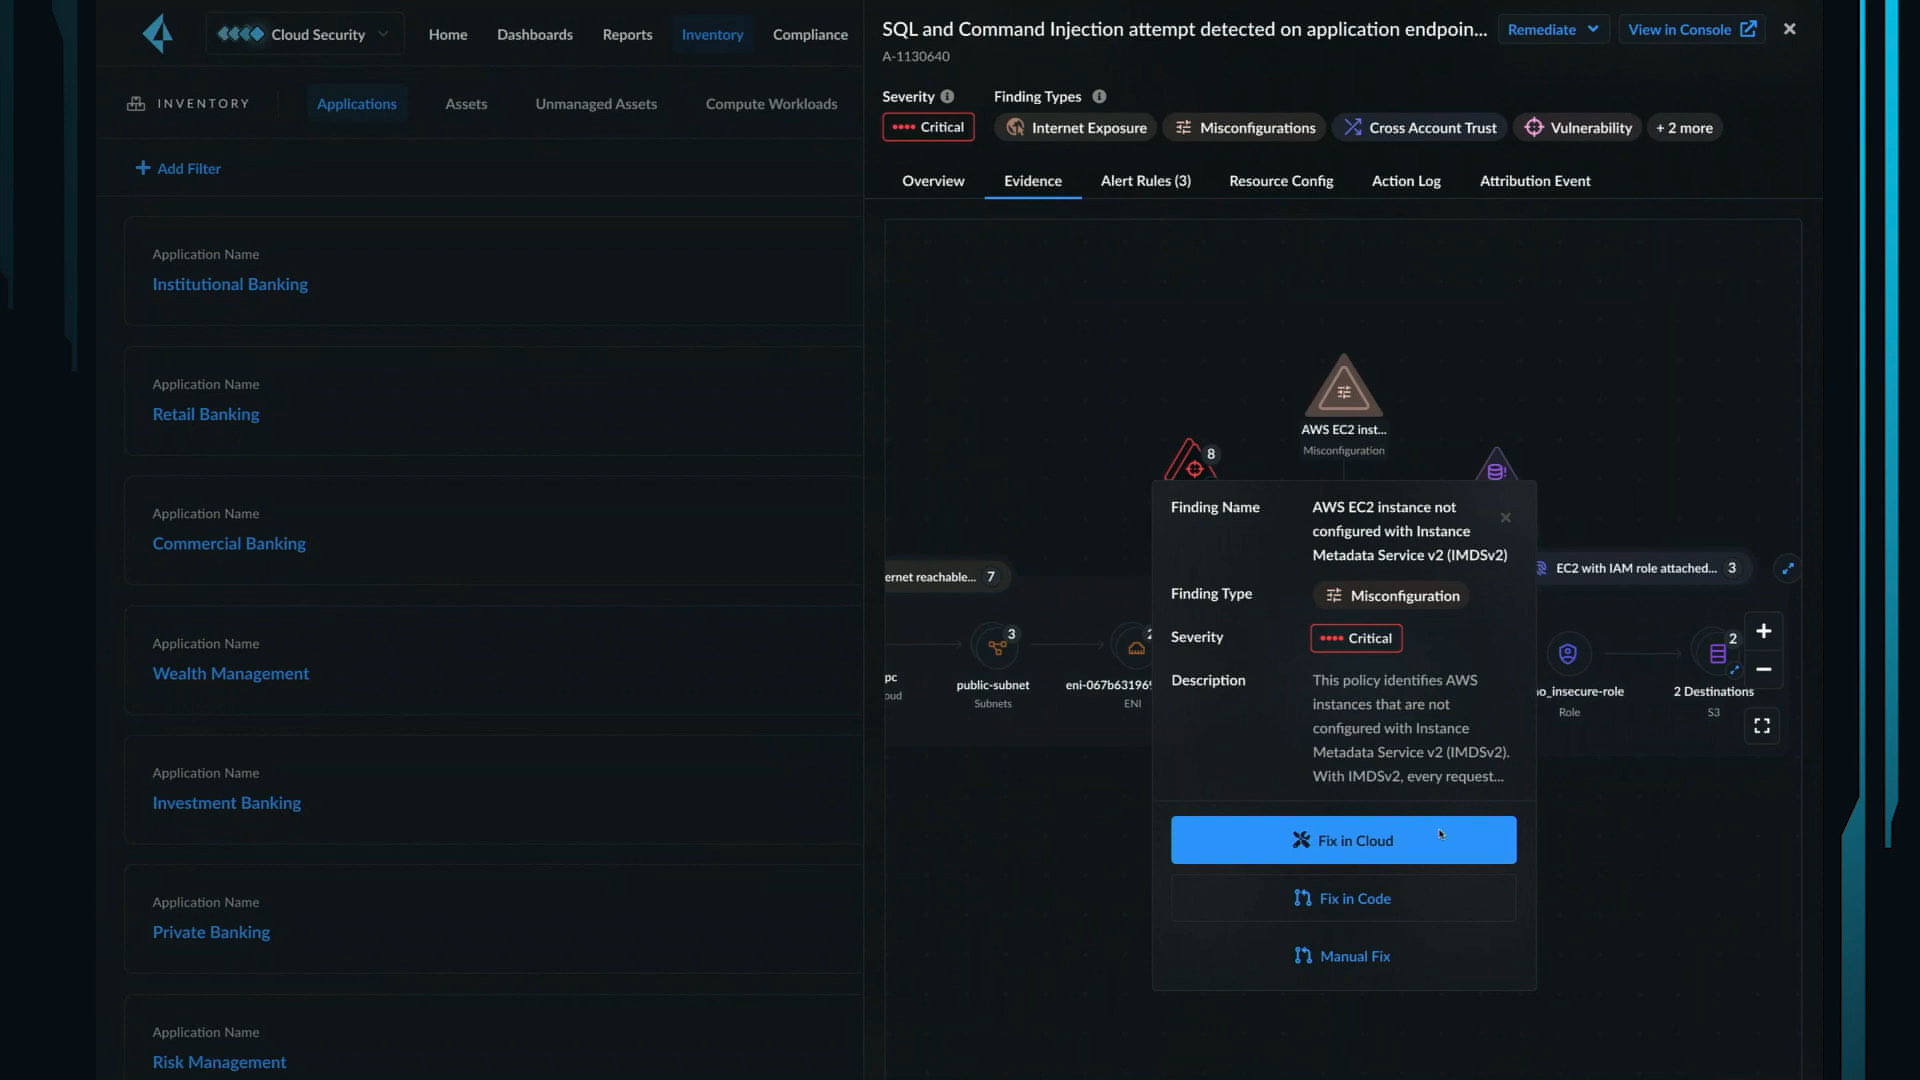 Cloud Security
Home
Dashboards
Reports
Inventory
Compliance
INVENTORY
Applications
Assets
Unmanaged Assets
Compute Workloads
Add Filter
Application Name
Institutional Banking
Application Name
Retail Banking
Application Name
Commercial Banking
Application Name
Wealth Management
Application Name
Investment Banking
Application Name
Private Banking
Application Name
Risk Management
SQL and Command Injection attempt detected on application endpoin...
Remediate
View in Console
A-1130640
Severity
Finding Types
Critical
Internet Exposure
Misconfigurations
Cross Account Trust
Vulnerability
+ 2 more
Overview
Evidence
Alert Rules (3)
Resource Config
Action Log
Attribution Event
AWS EC2 inst...
Misconfiguration
8
ernet reachable... 7
EC2 with IAM role attached... 3
pc
oud
3
public-subnet
Subnets
2
eni-067b6319
ENI
o_insecure-role
Role
2
2 Destinations
S3
Finding Name
AWS EC2 instance not
configured with Instance
Metadata Service v2 (IMDSv2)
Finding Type
Misconfiguration
Severity
Critical
Description
This policy identifies AWS
instances that are not
configured with Instance
Metadata Service v2 (IMDSv2).
With IMDSv2, every request...
Fix in Cloud
Fix in Code
Manual Fix